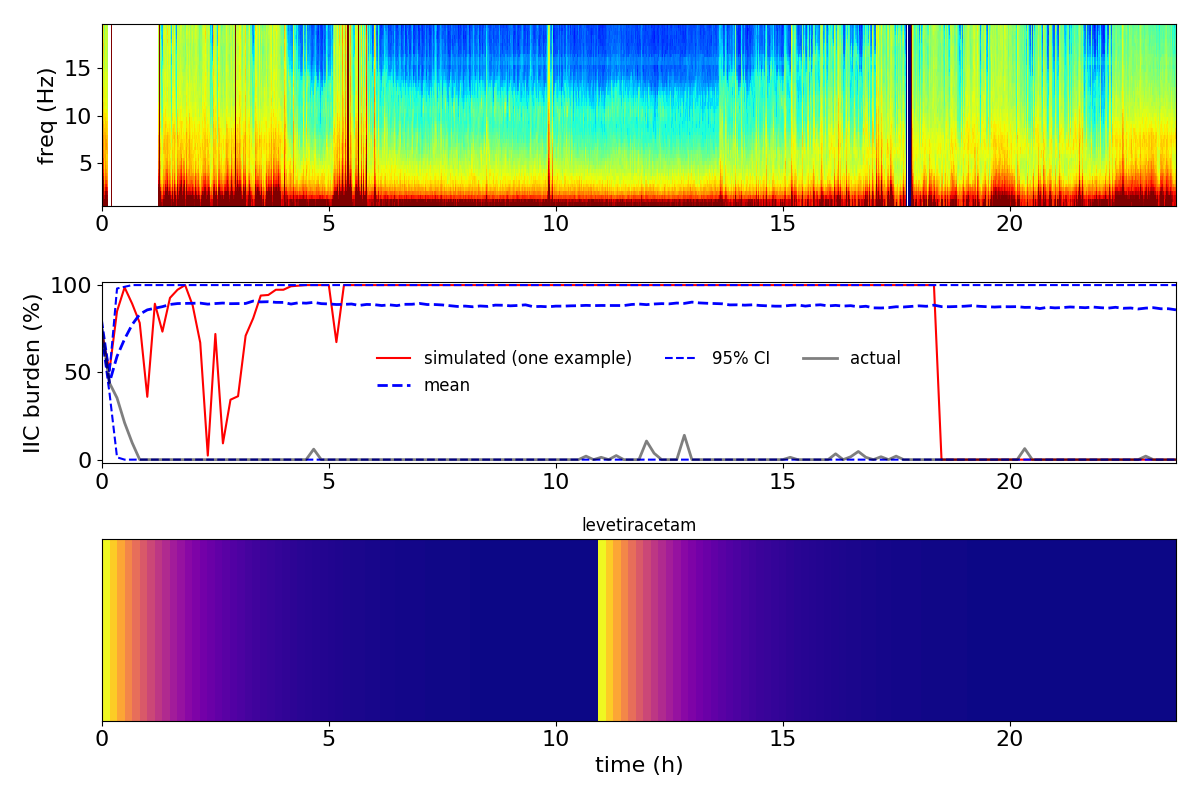 freq (Hz)
15
10
5
0 5 10 15 20
IIC burden (%)
100
50
0
simulated (one example) 95% CI actual
mean
0 5 10 15 20
levetiracetam
0 5 10 15 20
time (h)